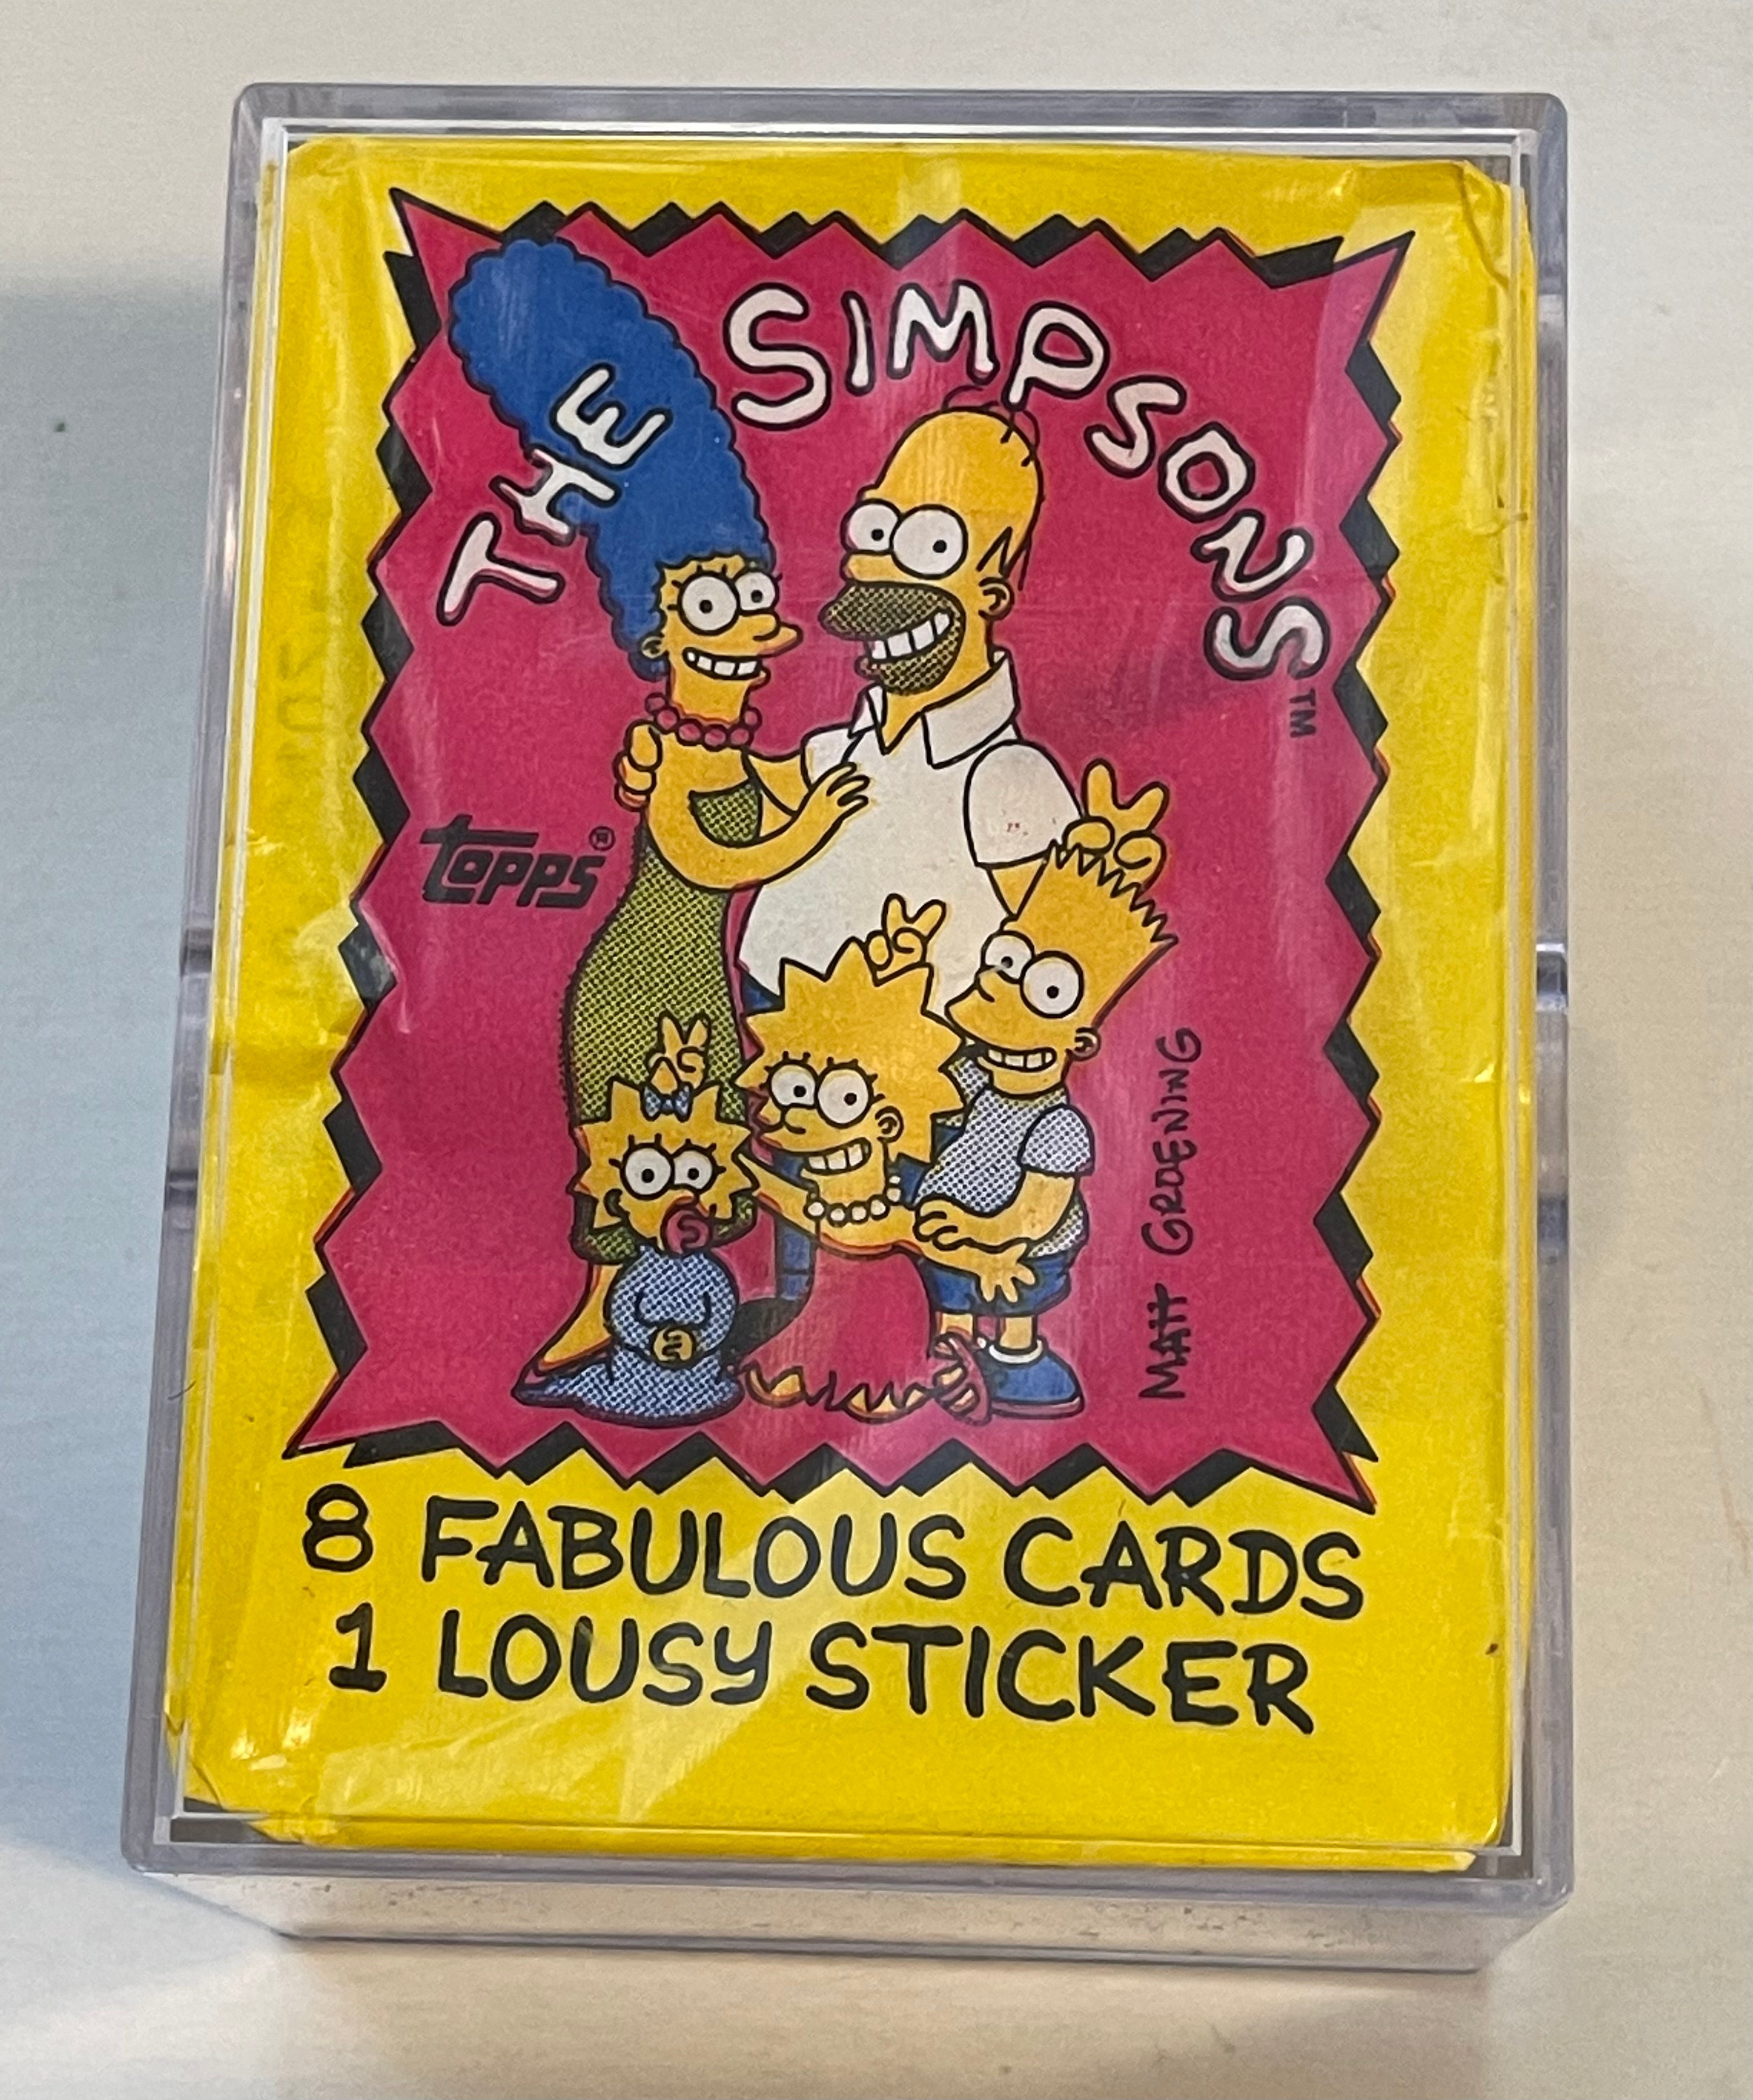 THE SIMPSONS™
TOPPS®
MATT GROENING
8 FABULOUS CARDS
1 LOUSY STICKER